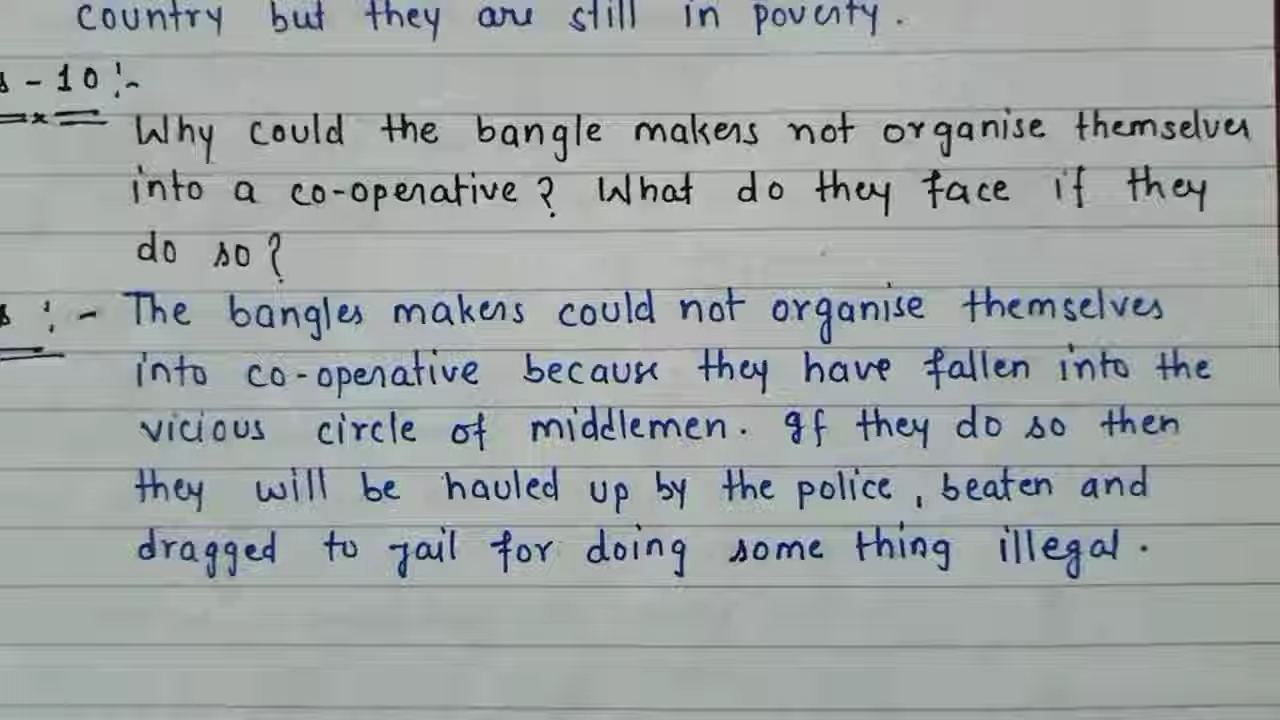 country but they are still in poverty.
s - 10 :-
Why could the bangle makers not organise themselves
into a co-operative? What do they face if they
do so?
s :- The bangles makers could not organise themselves
into co-operative because they have fallen into the
vicious circle of middlemen. If they do so then
they will be hauled up by the police, beaten and
dragged to jail for doing some thing illegal.